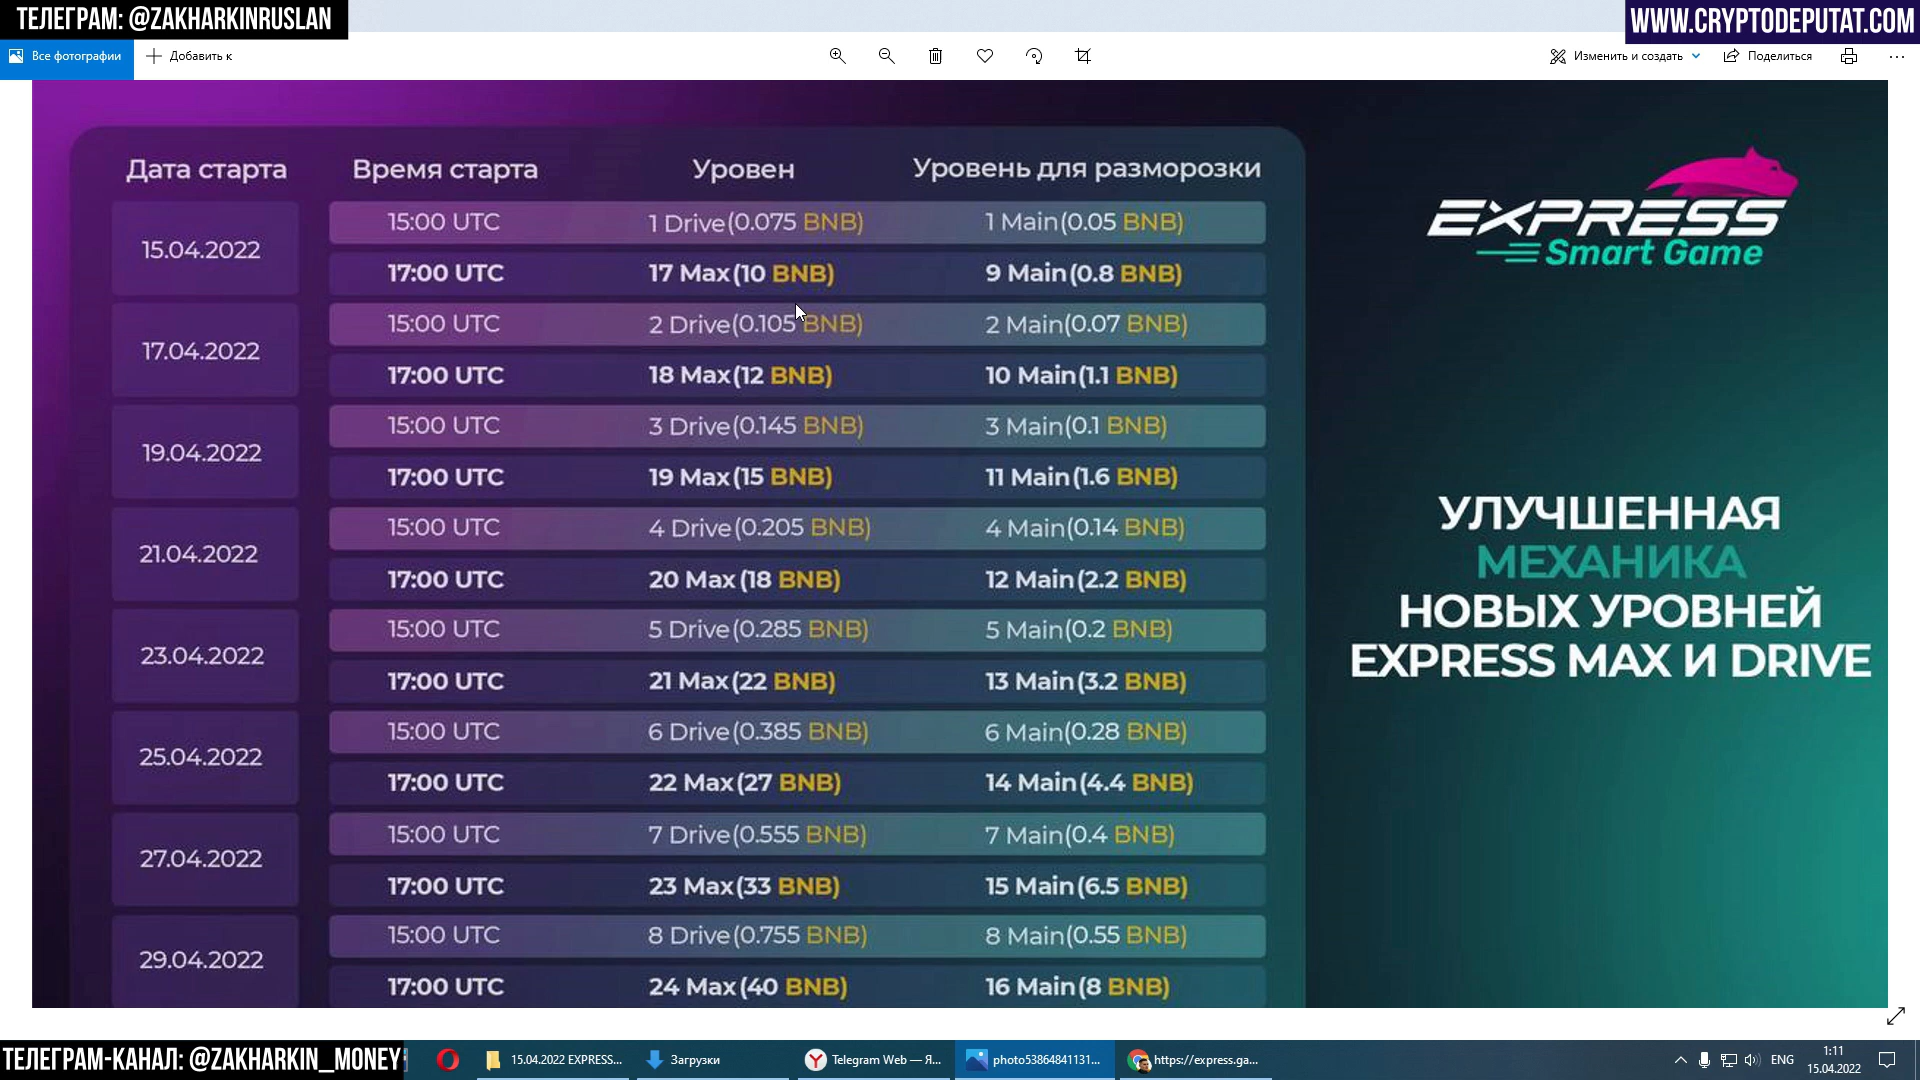 ТЕЛЕГРАМ: @ZAKHARKINRUSLAN
WWW.CRYPTODEPUTAT.COM
Все фотографии
Добавить к
Изменить и создать
Поделиться
Дата старта Время старта Уровен Уровень для разморозки
15.04.2022
15:00 UTC 1 Drive(0.075 BNB) 1 Main(0.05 BNB)
17:00 UTC 17 Max(10 BNB) 9 Main(0.8 BNB)
17.04.2022
15:00 UTC 2 Drive(0.105 BNB) 2 Main(0.07 BNB)
17:00 UTC 18 Max(12 BNB) 10 Main(1.1 BNB)
19.04.2022
15:00 UTC 3 Drive(0.145 BNB) 3 Main(0.1 BNB)
17:00 UTC 19 Max(15 BNB) 11 Main(1.6 BNB)
21.04.2022
15:00 UTC 4 Drive(0.205 BNB) 4 Main(0.14 BNB)
17:00 UTC 20 Max(18 BNB) 12 Main(2.2 BNB)
23.04.2022
15:00 UTC 5 Drive(0.285 BNB) 5 Main(0.2 BNB)
17:00 UTC 21 Max(22 BNB) 13 Main(3.2 BNB)
25.04.2022
15:00 UTC 6 Drive(0.385 BNB) 6 Main(0.28 BNB)
17:00 UTC 22 Max(27 BNB) 14 Main(4.4 BNB)
27.04.2022
15:00 UTC 7 Drive(0.555 BNB) 7 Main(0.4 BNB)
17:00 UTC 23 Max(33 BNB) 15 Main(6.5 BNB)
29.04.2022
15:00 UTC 8 Drive(0.755 BNB) 8 Main(0.55 BNB)
17:00 UTC 24 Max(40 BNB) 16 Main(8 BNB)
EXPRESS
Smart Game
УЛУЧШЕННАЯ
МЕХАНИКА
НОВЫХ УРОВНЕЙ
EXPRESS MAX И DRIVE
ТЕЛЕГРАМ-КАНАЛ: @ZAKHARKIN_MONEY
15.04.2022 EXPRESS...
Загрузки
Telegram Web — Я...
photo53864841131...
https://express.ga...
ENG
1:11
15.04.2022